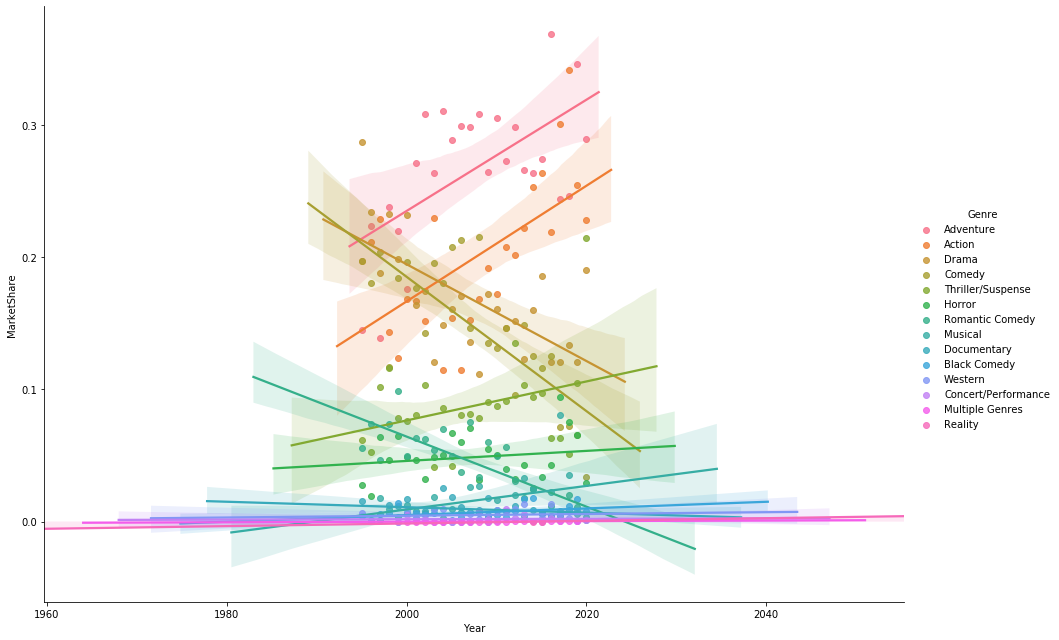 MarketShare
0.3
0.2
0.1
0.0
1960
1980
2000
2020
2040
Year
Genre
Adventure
Action
Drama
Comedy
Thriller/Suspense
Horror
Romantic Comedy
Musical
Documentary
Black Comedy
Western
Concert/Performance
Multiple Genres
Reality